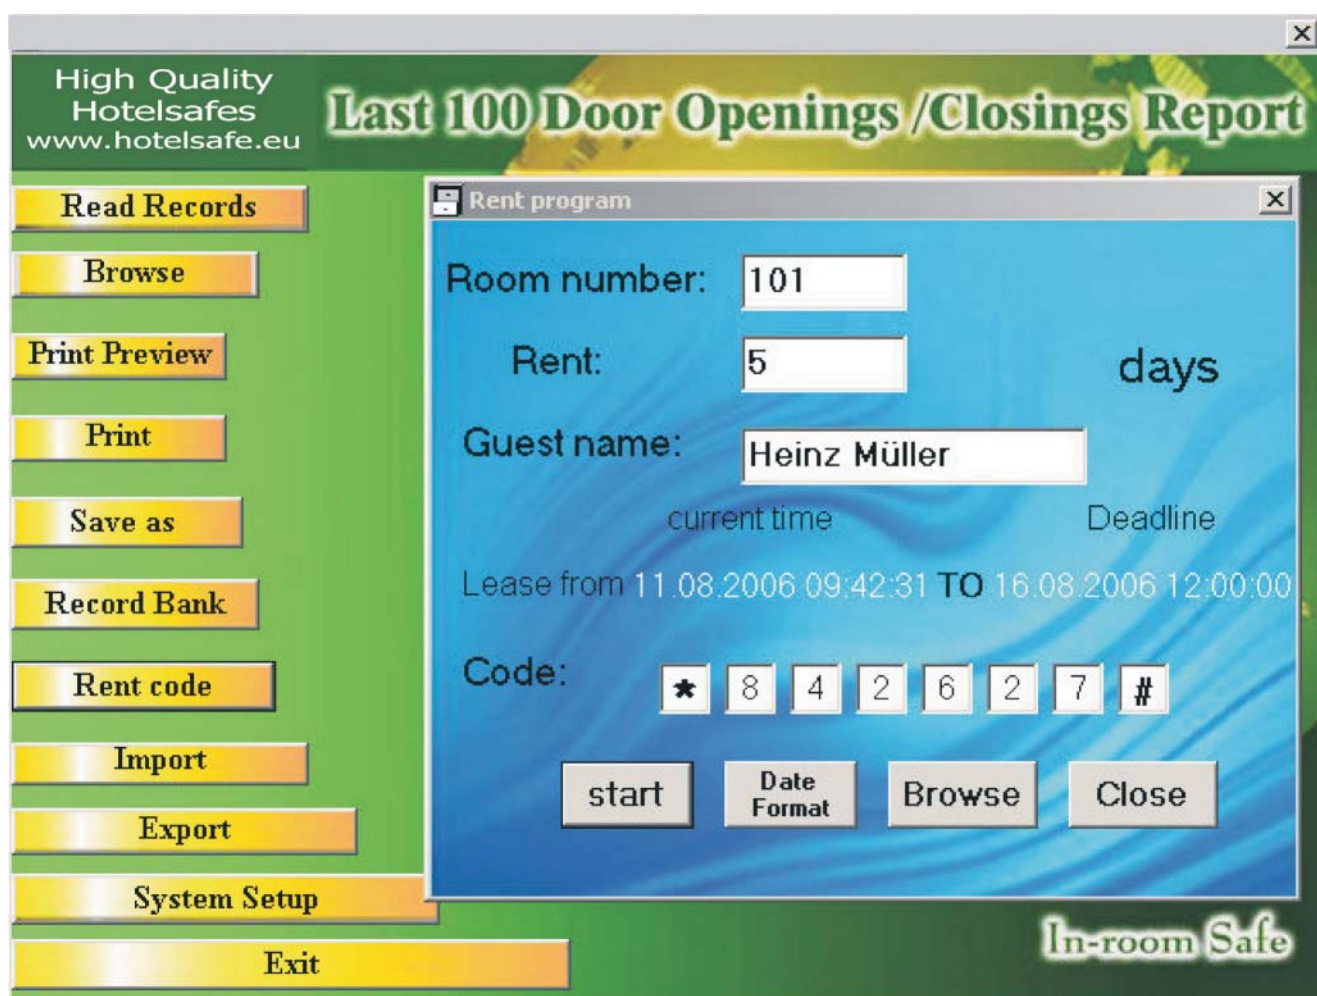 High Quality
Hotelsafes
www.hotelsafe.eu
Last 100 Door Openings /Closings Report
Read Records
Browse
Print Preview
Print
Save as
Record Bank
Rent code
Import
Export
System Setup
Exit
Rent program
Room number: 101
Rent: 5 days
Guest name: Heinz Müller
current time Deadline
Lease from 11.08.2006 09:42:31 TO 16.08.2006 12:00:00
Code: * 8 4 2 6 2 7 #
start
Date
Format
Browse
Close
In-room Safe